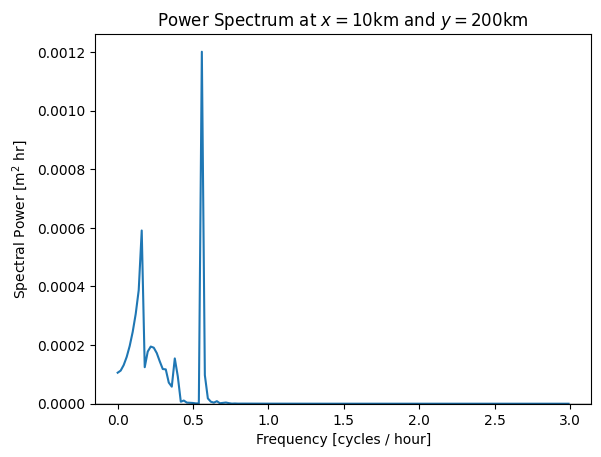 Power Spectrum at x = 10km and y = 200km
0.0012
0.0010
0.0008
0.0006
0.0004
0.0002
0.0000
Spectral Power [m² hr]
0.0 0.5 1.0 1.5 2.0 2.5 3.0
Frequency [cycles / hour]